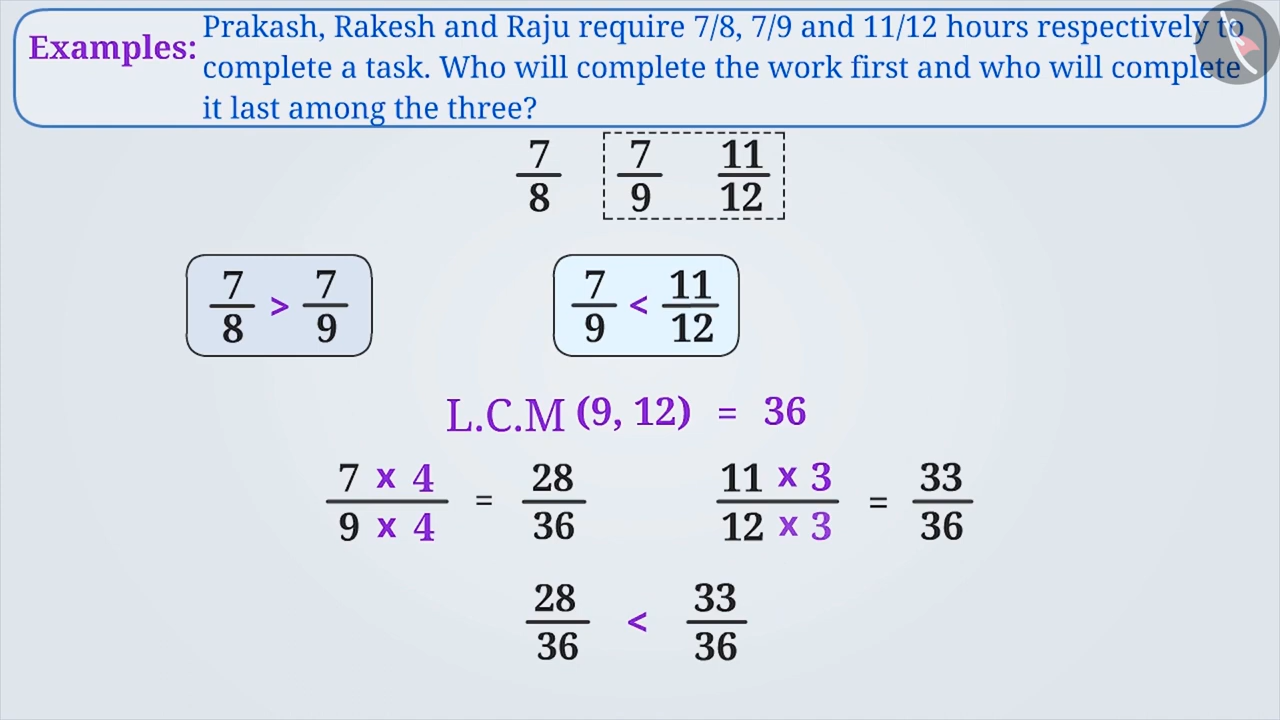 Examples: Prakash, Rakesh and Raju require 7/8, 7/9 and 11/12 hours respectively to
complete a task. Who will complete the work first and who will complete
it last among the three?
7/8 7/9 11/12
7/8 > 7/9 7/9 < 11/12
L.C.M (9, 12) = 36
7 x 4 / 9 x 4 = 28/36 11 x 3 / 12 x 3 = 33/36
28/36 < 33/36